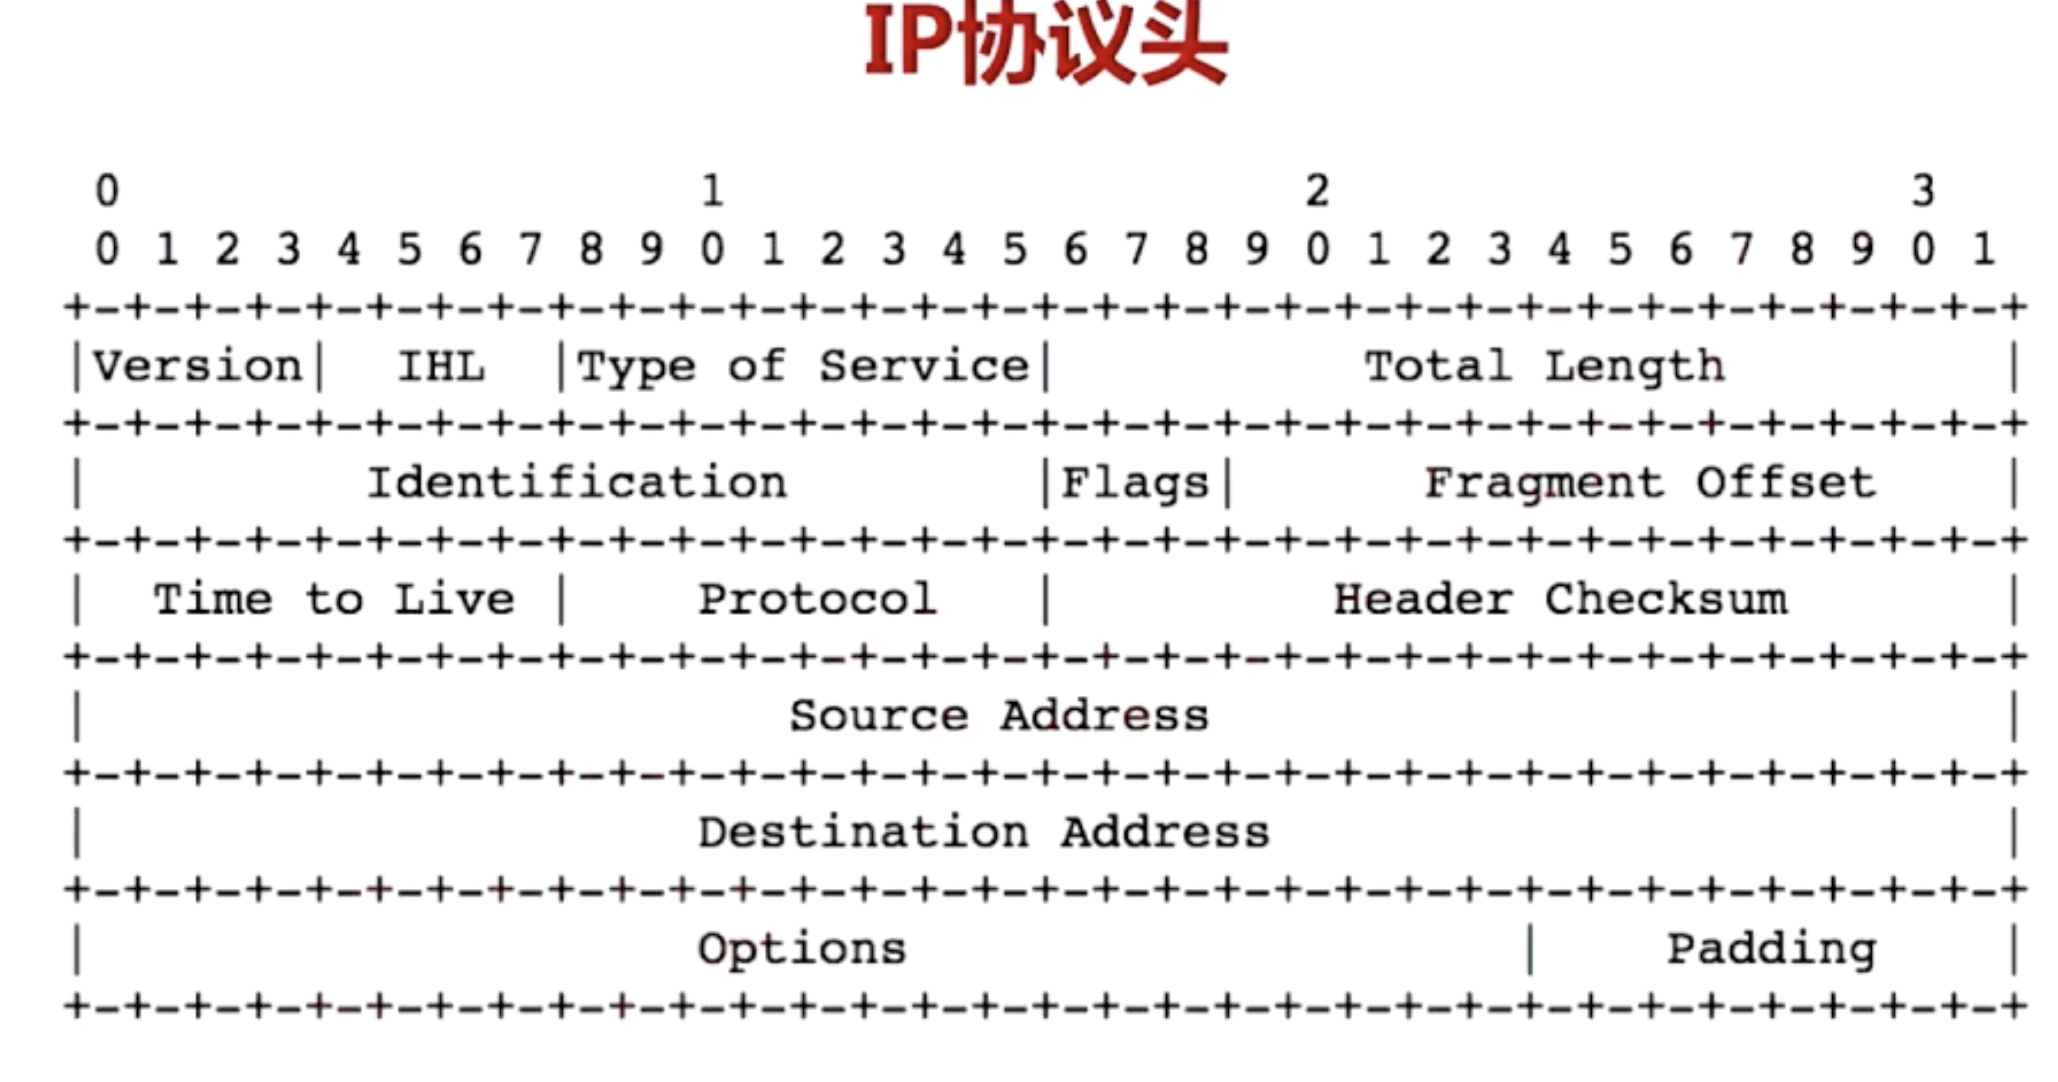 IP协议头
0                   1                   2                   3
0 1 2 3 4 5 6 7 8 9 0 1 2 3 4 5 6 7 8 9 0 1 2 3 4 5 6 7 8 9 0 1
+-+-+-+-+-+-+-+-+-+-+-+-+-+-+-+-+-+-+-+-+-+-+-+-+-+-+-+-+-+-+-+-+
|Version|  IHL  |Type of Service|          Total Length         |
+-+-+-+-+-+-+-+-+-+-+-+-+-+-+-+-+-+-+-+-+-+-+-+-+-+-+-+-+-+-+-+-+
|         Identification        |Flags|      Fragment Offset    |
+-+-+-+-+-+-+-+-+-+-+-+-+-+-+-+-+-+-+-+-+-+-+-+-+-+-+-+-+-+-+-+-+
|  Time to Live |    Protocol   |         Header Checksum       |
+-+-+-+-+-+-+-+-+-+-+-+-+-+-+-+-+-+-+-+-+-+-+-+-+-+-+-+-+-+-+-+-+
|                       Source Address                          |
+-+-+-+-+-+-+-+-+-+-+-+-+-+-+-+-+-+-+-+-+-+-+-+-+-+-+-+-+-+-+-+-+
|                    Destination Address                        |
+-+-+-+-+-+-+-+-+-+-+-+-+-+-+-+-+-+-+-+-+-+-+-+-+-+-+-+-+-+-+-+-+
|                    Options                    |    Padding    |
+-+-+-+-+-+-+-+-+-+-+-+-+-+-+-+-+-+-+-+-+-+-+-+-+-+-+-+-+-+-+-+-+